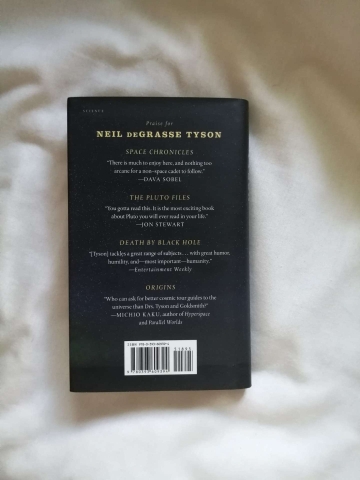 SCIENCE
Praise for
NEIL DEGRASSE TYSON
SPACE CHRONICLES
"There is much to enjoy here, and nothing too
arcane for a non-space cadet to follow."
—DAVA SOBEL
THE PLUTO FILES
"You gotta read this. It is the most exciting book
about Pluto you will ever read in your life."
—JON STEWART
DEATH BY BLACK HOLE
"[Tyson] tackles a great range of subjects . . . with great humor,
humility, and—most important—humanity."
—Entertainment Weekly
ORIGINS
"Who can ask for better cosmic tour guides to the
universe than Drs. Tyson and Goldsmith?"
—MICHIO KAKU, author of Hyperspace
and Parallel Worlds
ISBN